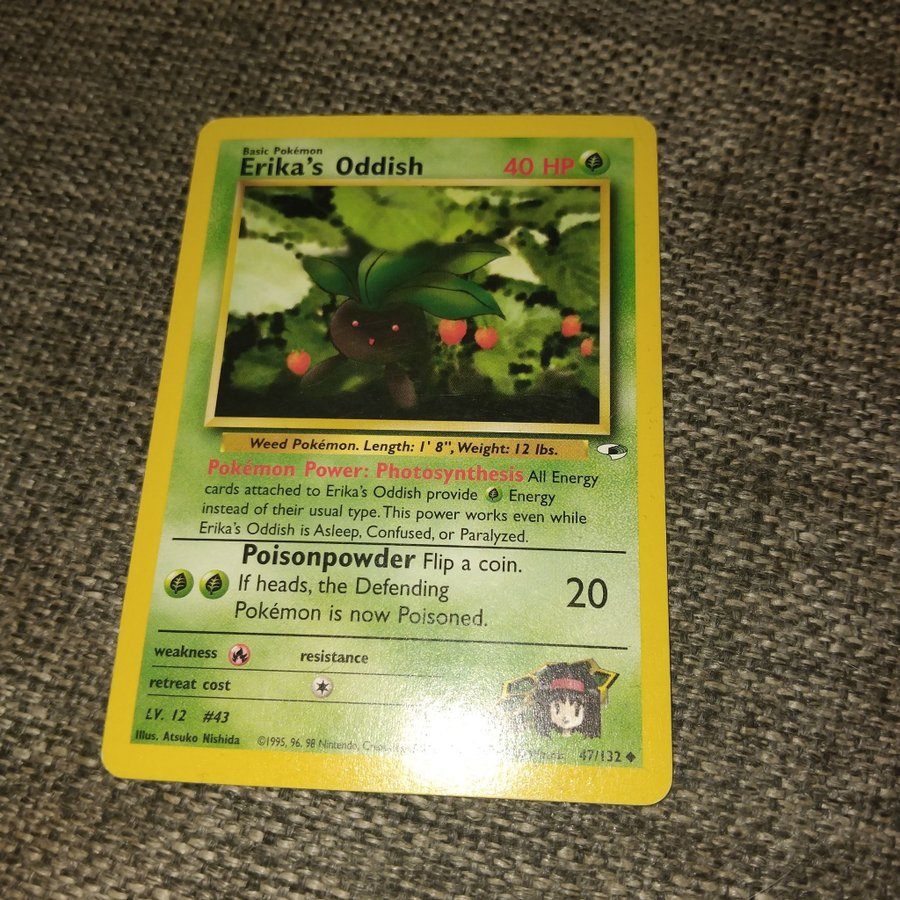 Basic Pokémon
Erika's Oddish 40 HP
Weed Pokémon. Length: 1' 8", Weight: 12 lbs.
Pokémon Power: Photosynthesis All Energy
cards attached to Erika's Oddish provide Energy
instead of their usual type. This power works even while
Erika's Oddish is Asleep, Confused, or Paralyzed.
Poisonpowder Flip a coin.
If heads, the Defending
Pokémon is now Poisoned.
20
weakness resistance
retreat cost
LV. 12 #43
Illus. Atsuko Nishida ©1995, 96, 98 Nintendo, 47/132